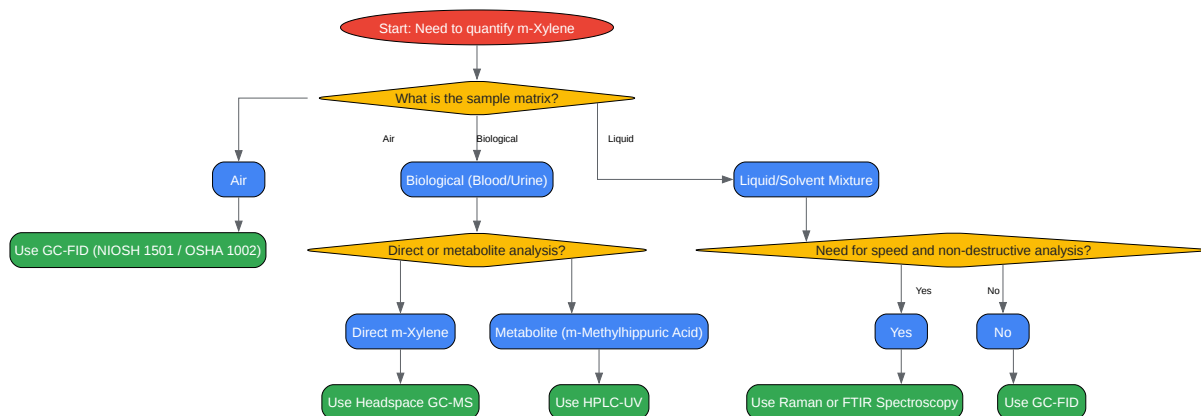 Start: Need to quantify m-Xylene
What is the sample matrix?
Air
Biological
Liquid
Air
Biological (Blood/Urine)
Liquid/Solvent Mixture
Use GC-FID (NIOSH 1501 / OSHA 1002)
Direct or metabolite analysis?
Need for speed and non-destructive analysis?
Yes
No
Direct m-Xylene
Metabolite (m-Methylhippuric Acid)
Yes
No
Use Headspace GC-MS
Use HPLC-UV
Use Raman or FTIR Spectroscopy
Use GC-FID